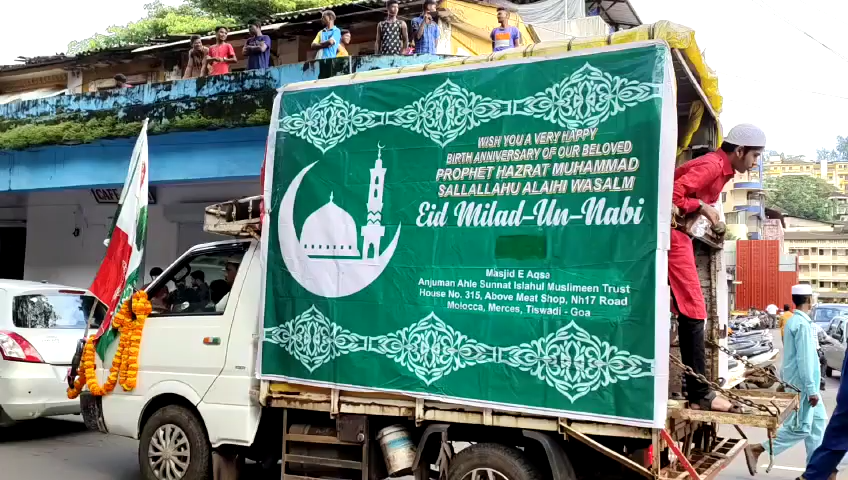 CAFE
WISH YOU A VERY HAPPY
BIRTH ANNIVERSARY OF OUR BELOVED
PROPHET HAZRAT MUHAMMAD
SALLALLAHU ALAIHI WASALM
Eid Milad-Un-Nabi
Masjid E Aqsa
Anjuman Ahle Sunnat Islahul Muslimeen Trust
House No. 315, Above Meat Shop, Nh17 Road
Molocca, Merces, Tiswadi - Goa